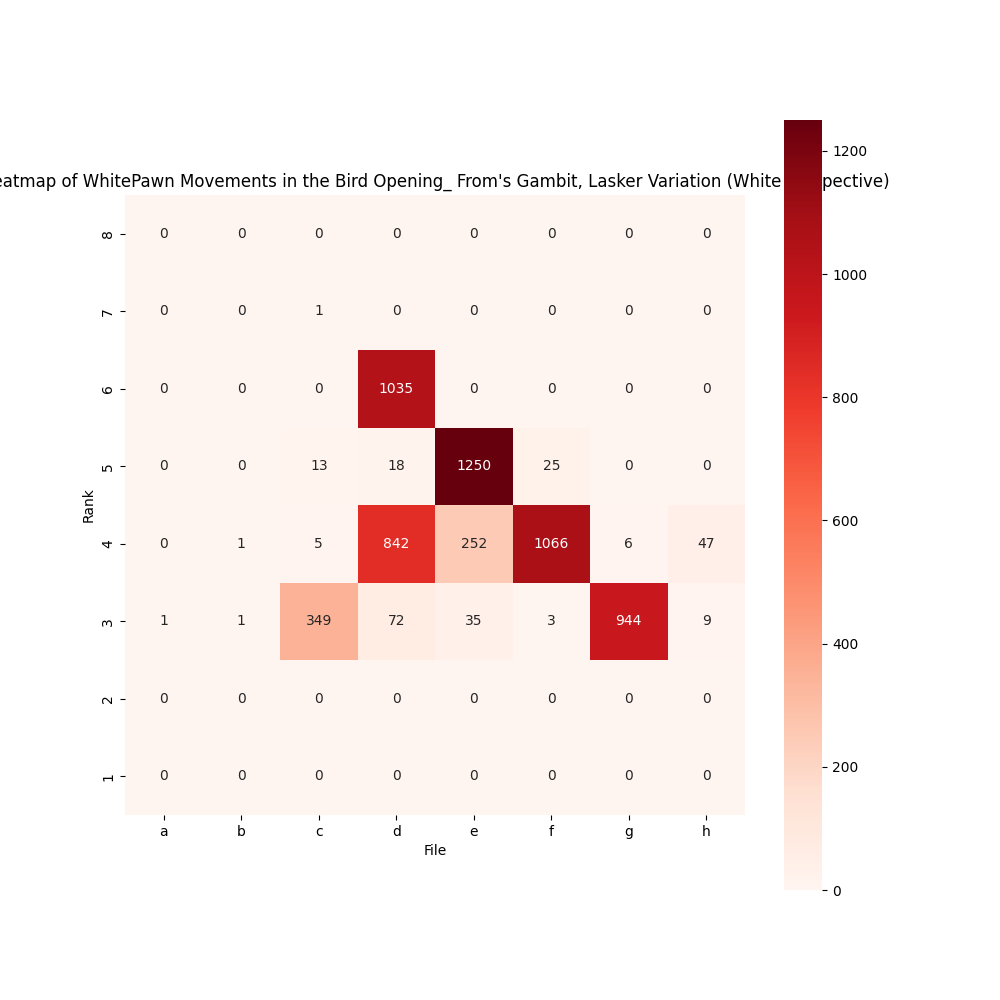 eatmap of WhitePawn Movements in the Bird Opening_ From's Gambit, Lasker Variation (White pective)
8 0 0 0 0 0 0 0 0
7 0 0 1 0 0 0 0 0
6 0 0 0 1035 0 0 0 0
5 0 0 13 18 1250 25 0 0
4 0 1 5 842 252 1066 6 47
3 1 1 349 72 35 3 944 9
2 0 0 0 0 0 0 0 0
1 0 0 0 0 0 0 0 0
a b c d e f g h
File
Rank
1200
1000
800
600
400
200
0